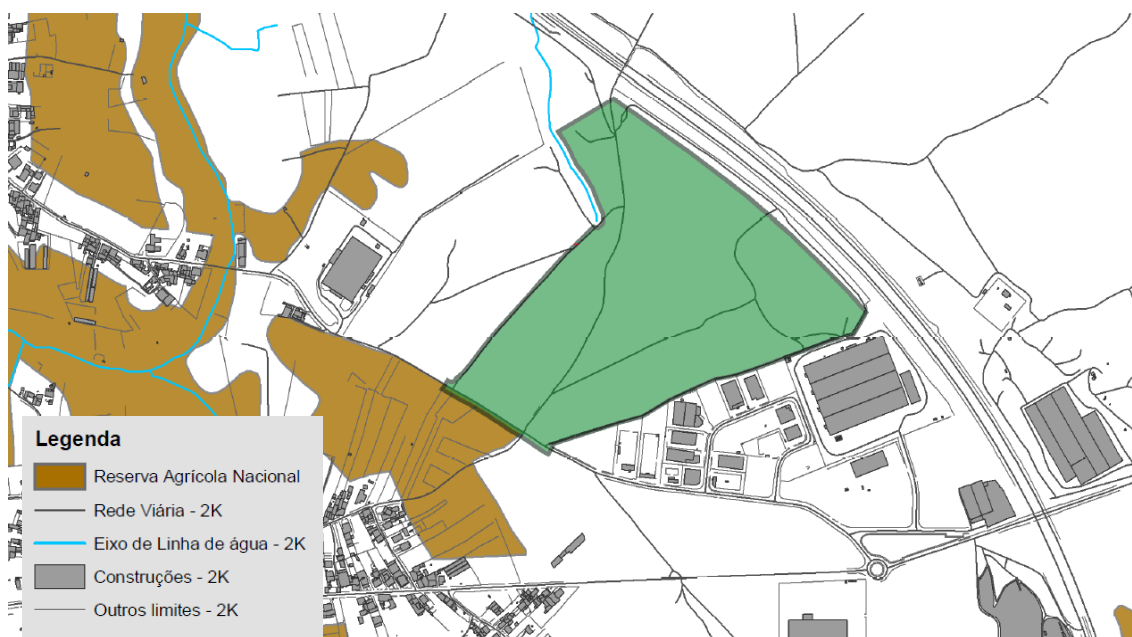 Legenda
Reserva Agrícola Nacional
Rede Viária - 2K
Eixo de Linha de água - 2K
Construções - 2K
Outros limites - 2K